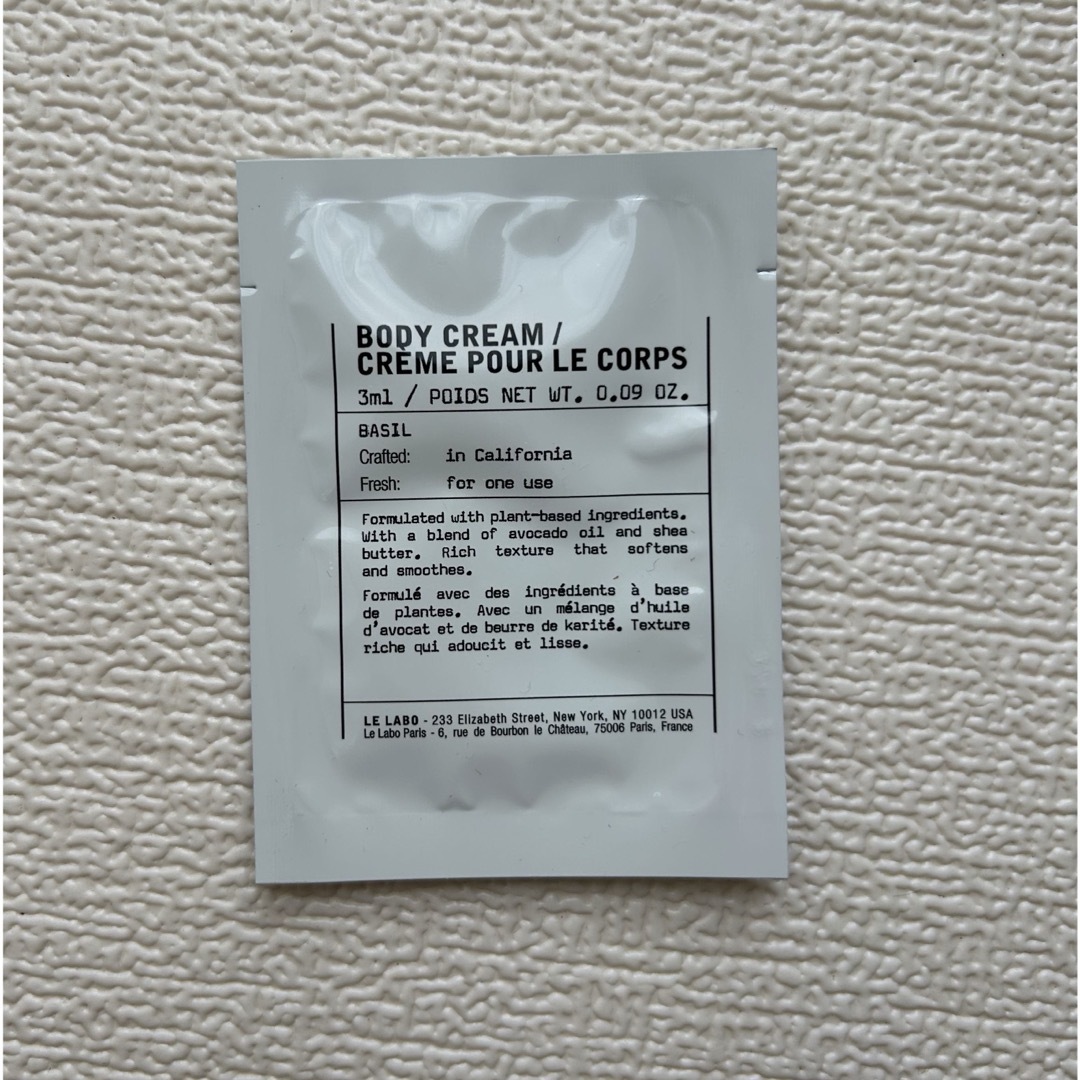 BODY CREAM /
CRÈME POUR LE CORPS
3ml / POIDS NET WT. 0.09 OZ.
BASIL
Crafted: in California
Fresh: for one use
Formulated with plant-based ingredients.
With a blend of avocado oil and shea
butter. Rich texture that softens
and smoothes.
Formulé avec des ingrédients à base
de plantes. Avec un mélange d'huile
d'avocat et de beurre de karité. Texture
riche qui adoucit et lisse.
LE LABO - 233 Elizabeth Street, New York, NY 10012 USA
Le Labo Paris - 6, rue de Bourbon le Château, 75006 Paris, France